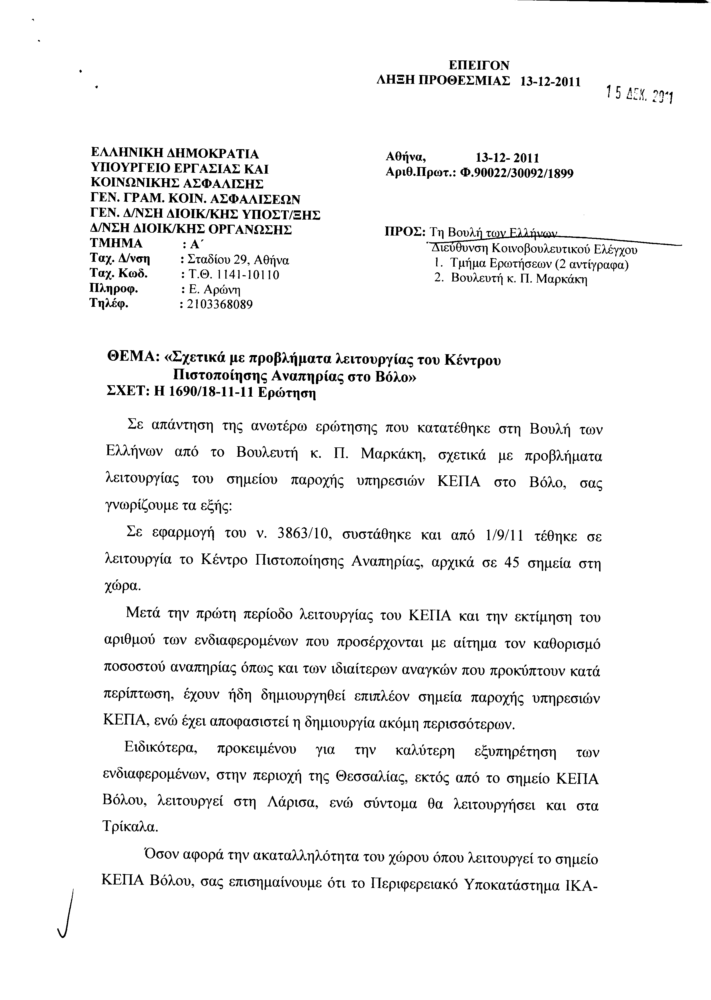 ΕΠΕΙΓΟΝ
ΛΗΞΗ ΠΡΟΘΕΣΜΙΑΣ 13-12-2011
15 ΔΕΚ. 2011
ΕΛΛΗΝΙΚΗ ΔΗΜΟΚΡΑΤΙΑ
ΥΠΟΥΡΓΕΙΟ ΕΡΓΑΣΙΑΣ ΚΑΙ
ΚΟΙΝΩΝΙΚΗΣ ΑΣΦΑΛΙΣΗΣ
ΓΕΝ. ΓΡΑΜ. ΚΟΙΝ. ΑΣΦΑΛΙΣΕΩΝ
ΓΕΝ. Δ/ΝΣΗ ΔΙΟΙΚ/ΚΗΣ ΥΠΟΣΤ/ΞΗΣ
Δ/ΝΣΗ ΔΙΟΙΚ/ΚΗΣ ΟΡΓΑΝΩΣΗΣ
ΤΜΗΜΑ : Α΄
Ταχ. Δ/νση : Σταδίου 29, Αθήνα
Ταχ. Κωδ. : Τ.Θ. 1141-10110
Πληροφ. : Ε. Αρώνη
Τηλέφ. : 2103368089
Αθήνα, 13-12- 2011
Αριθ.Πρωτ.: Φ.90022/30092/1899
ΠΡΟΣ: Τη Βουλή των Ελλήνων
Διεύθυνση Κοινοβουλευτικού Ελέγχου
1. Τμήμα Ερωτήσεων (2 αντίγραφα)
2. Βουλευτή κ. Π. Μαρκάκη
ΘΕΜΑ: «Σχετικά με προβλήματα λειτουργίας του Κέντρου
Πιστοποίησης Αναπηρίας στο Βόλο»
ΣΧΕΤ: Η 1690/18-11-11 Ερώτηση
Σε απάντηση της ανωτέρω ερώτησης που κατατέθηκε στη Βουλή των
Ελλήνων από το Βουλευτή κ. Π. Μαρκάκη, σχετικά με προβλήματα
λειτουργίας του σημείου παροχής υπηρεσιών ΚΕΠΑ στο Βόλο, σας
γνωρίζουμε τα εξής:
Σε εφαρμογή του ν. 3863/10, συστάθηκε και από 1/9/11 τέθηκε σε
λειτουργία το Κέντρο Πιστοποίησης Αναπηρίας, αρχικά σε 45 σημεία στη
χώρα.
Μετά την πρώτη περίοδο λειτουργίας του ΚΕΠΑ και την εκτίμηση του
αριθμού των ενδιαφερομένων που προσέρχονται με αίτημα τον καθορισμό
ποσοστού αναπηρίας όπως και των ιδιαίτερων αναγκών που προκύπτουν κατά
περίπτωση, έχουν ήδη δημιουργηθεί επιπλέον σημεία παροχής υπηρεσιών
ΚΕΠΑ, ενώ έχει αποφασιστεί η δημιουργία ακόμη περισσότερων.
Ειδικότερα, προκειμένου για την καλύτερη εξυπηρέτηση των
ενδιαφερομένων, στην περιοχή της Θεσσαλίας, εκτός από το σημείο ΚΕΠΑ
Βόλου, λειτουργεί στη Λάρισα, ενώ σύντομα θα λειτουργήσει και στα
Τρίκαλα.
Όσον αφορά την ακαταλληλότητα του χώρου όπου λειτουργεί το σημείο
ΚΕΠΑ Βόλου, σας επισημαίνουμε ότι το Περιφερειακό Υποκατάστημα ΙΚΑ-